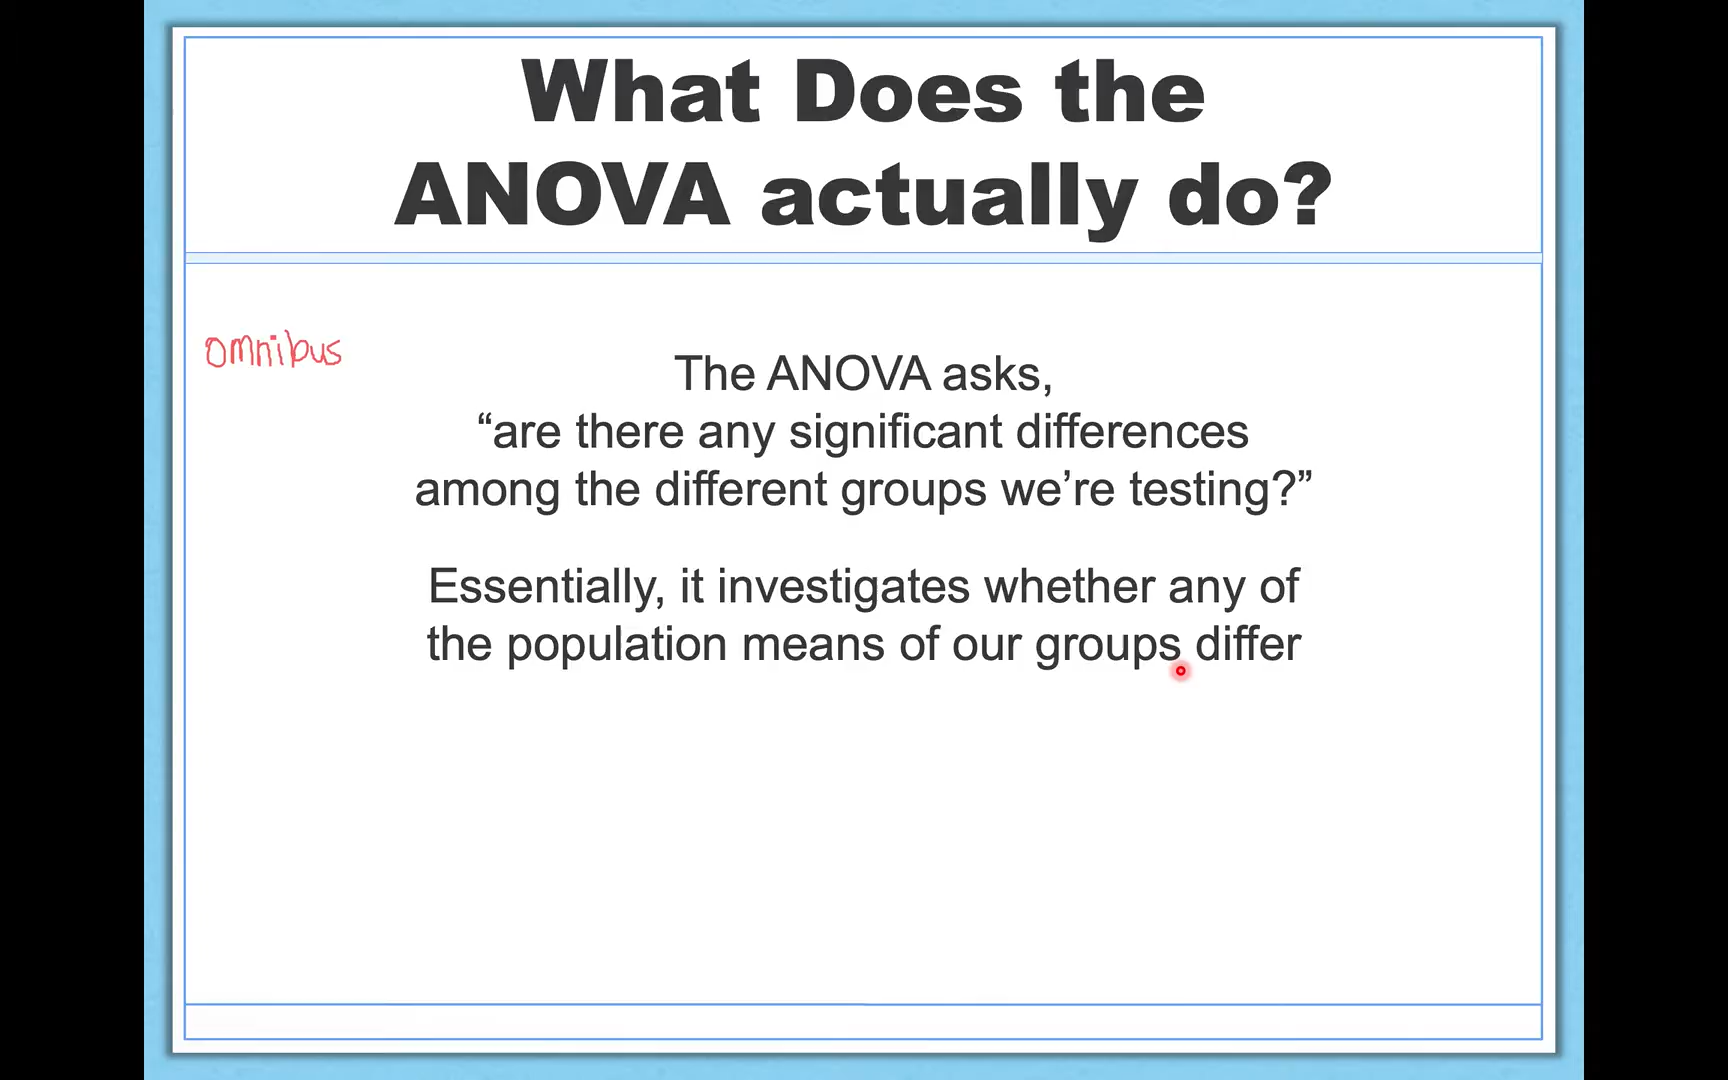 What Does the
ANOVA actually do?
omnibus
The ANOVA asks,
“are there any significant differences
among the different groups we’re testing?”
Essentially, it investigates whether any of
the population means of our groups differ